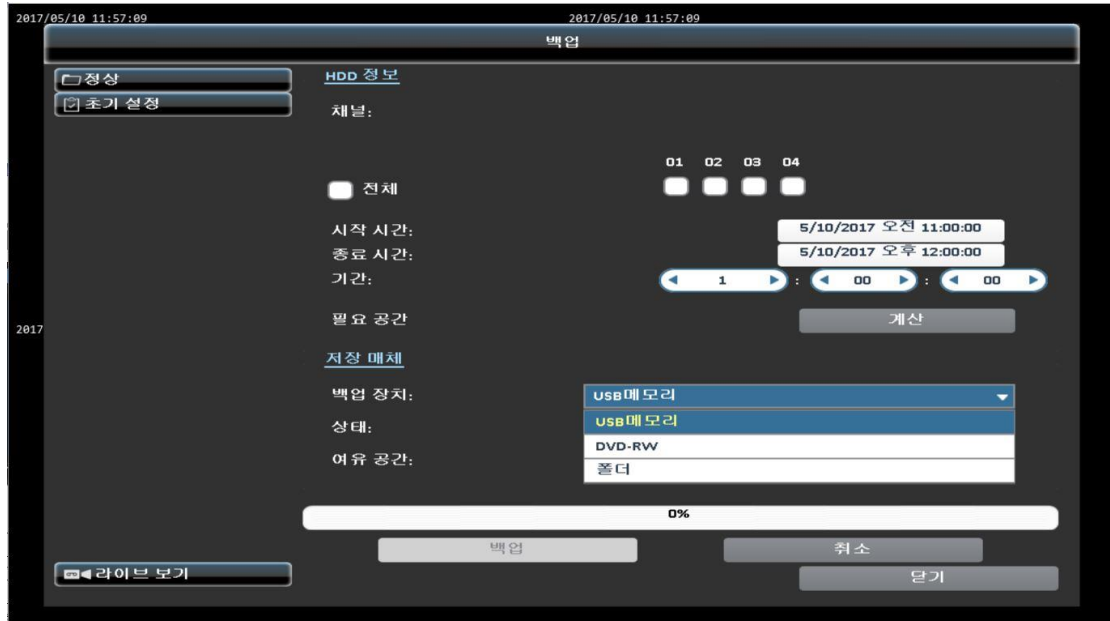 2017/05/10 11:57:09 2017/05/10 11:57:09
백업
정상
초기 설정
HDD 정보
채널:
01 02 03 04
전체
시작 시간: 5/10/2017 오전 11:00:00
종료 시간: 5/10/2017 오후 12:00:00
기간: 1 : 00 : 00
필요 공간 계산
2017
저장 매체
백업 장치: USB메모리
상태: USB메모리
DVD-RW
여유 공간: 폴더
0%
백업 취소
라이브 보기
닫기